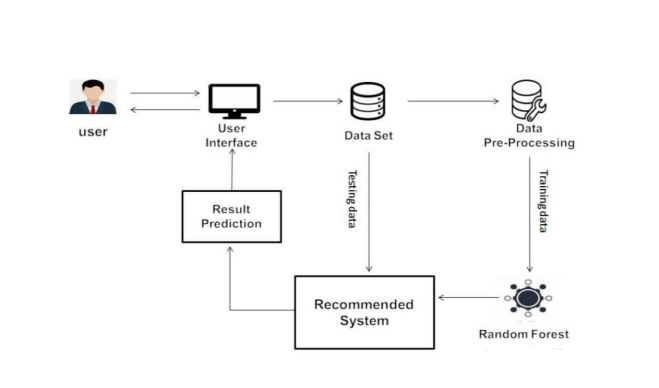 user
User
Interface
Data Set
Data
Pre-Processing
Testing data
Training data
Result
Prediction
Recommended
System
Random Forest